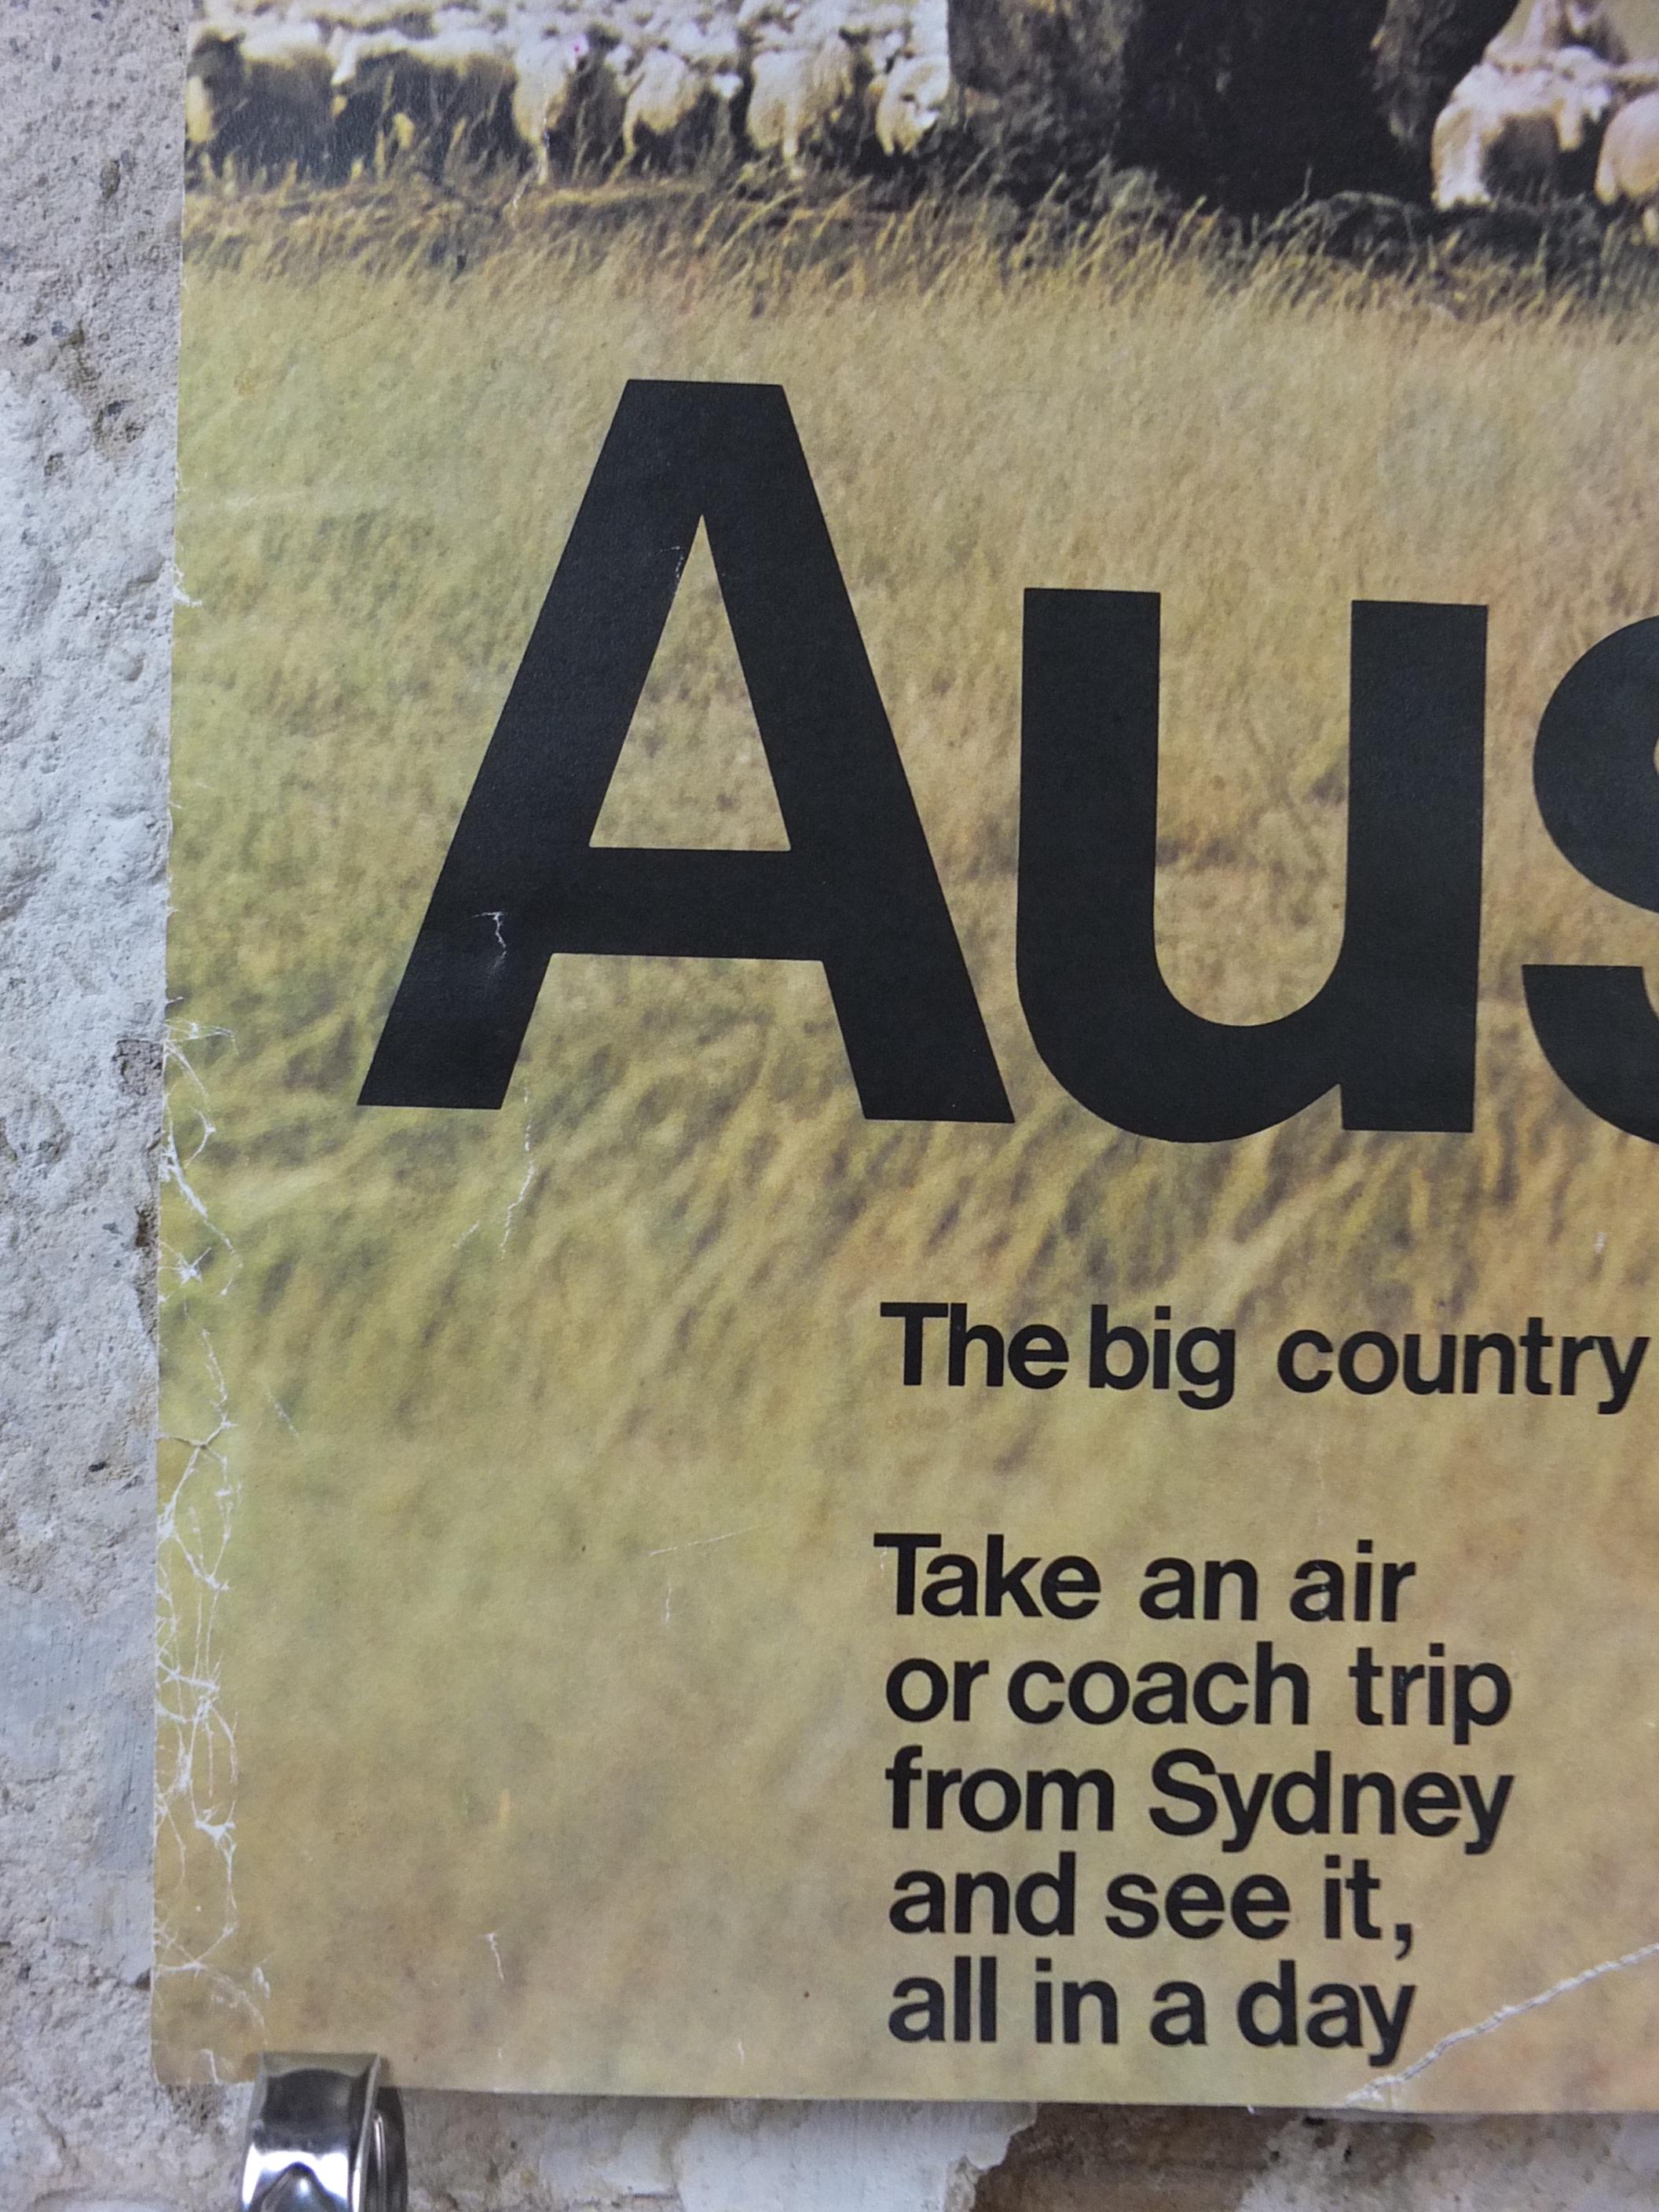 Aus
The big country
Take an air
or coach trip
from Sydney
and see it,
all in a day